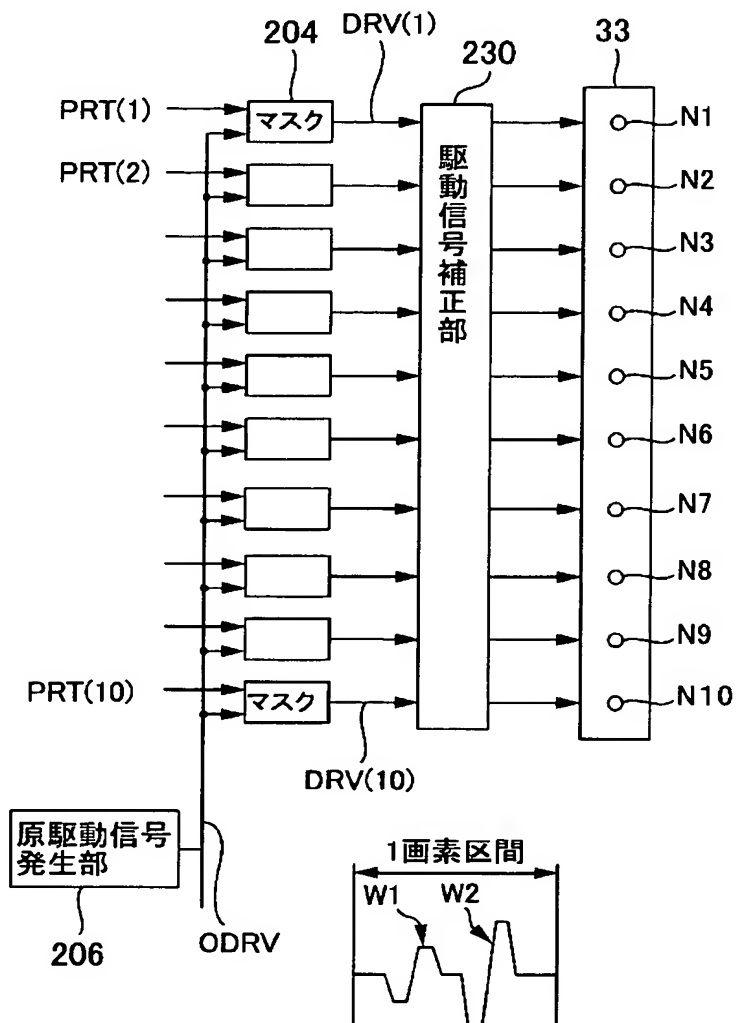 204
DRV(1)
230
33
PRT(1)
マスク
N1
PRT(2)
N2
駆動信号補正部
N3
N4
N5
N6
N7
N8
N9
PRT(10)
マスク
N10
DRV(10)
原駆動信号
発生部
206
ODRV
1画素区間
W1
W2